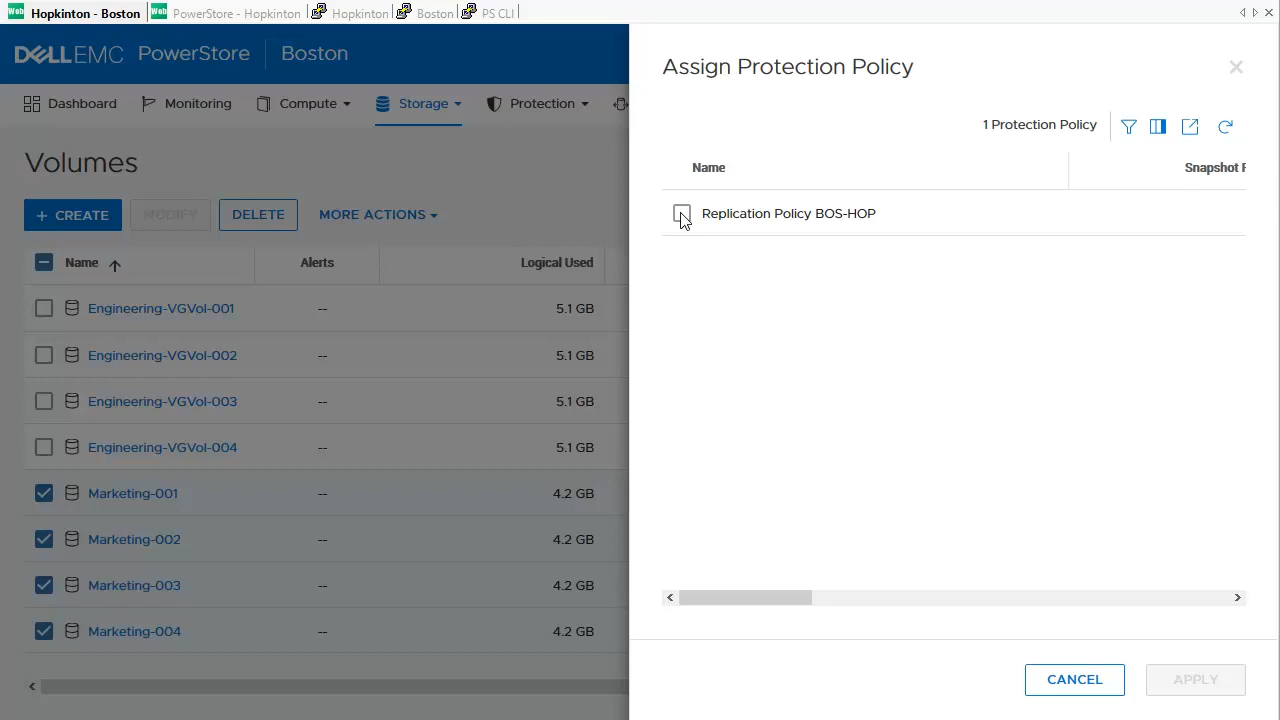 Web Hopkinton - Boston Web PowerStore - Hopkinton Hopkinton Boston PS CLI
DELLEMC PowerStore Boston
Dashboard Monitoring Compute Storage Protection
Volumes
+ CREATE MODIFY DELETE MORE ACTIONS
Name Alerts Logical Used
Engineering-VGVol-001 -- 5.1 GB
Engineering-VGVol-002 -- 5.1 GB
Engineering-VGVol-003 -- 5.1 GB
Engineering-VGVol-004 -- 5.1 GB
Marketing-001 -- 4.2 GB
Marketing-002 -- 4.2 GB
Marketing-003 -- 4.2 GB
Marketing-004 -- 4.2 GB
Assign Protection Policy
1 Protection Policy
Name Snapshot F
Replication Policy BOS-HOP
CANCEL APPLY